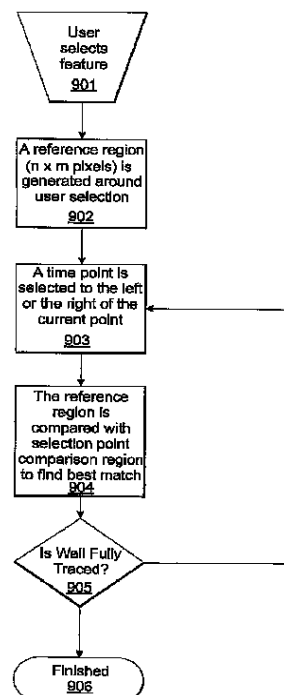 User
selects
feature
901
A reference region
(n x m pixels) is
generated around
user selection
902
A time point is
selected to the left
or the right of the
current point
903
The reference
region is
compared with
selection point
comparison region
to find best match
904
Is Wall Fully
Traced?
905
Finished
906